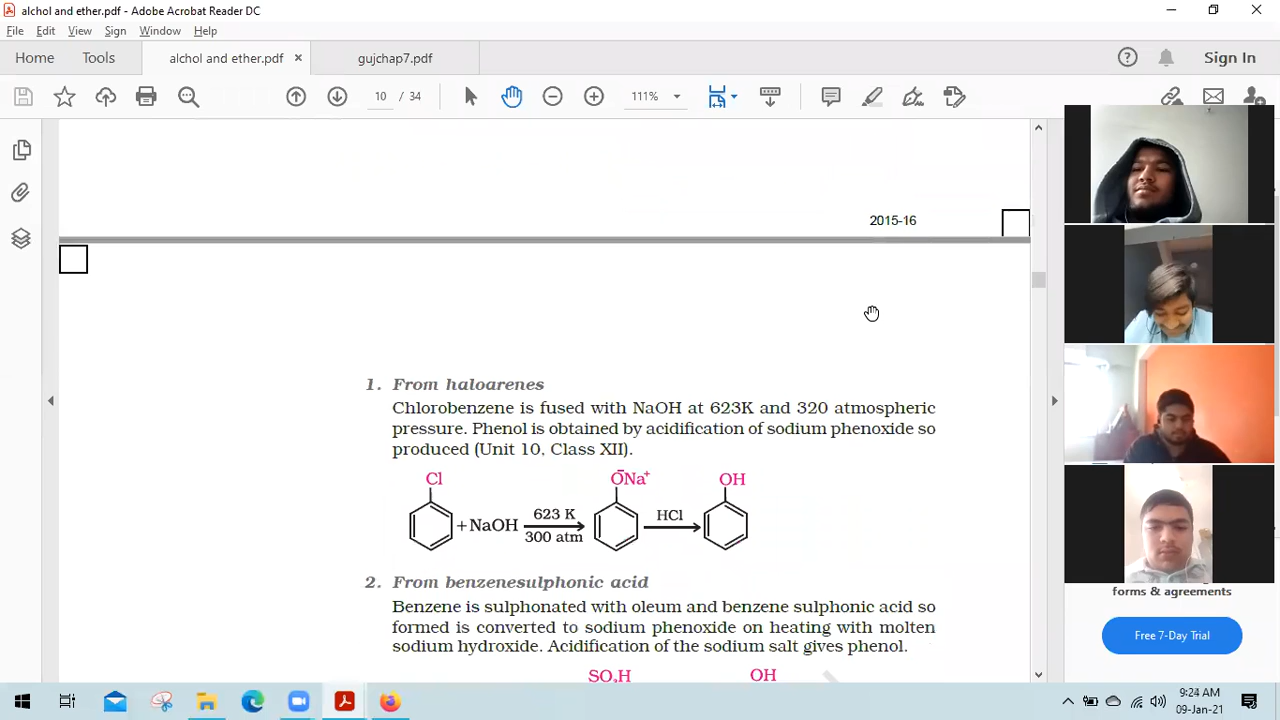 alchol and ether.pdf - Adobe Acrobat Reader DC
File Edit View Sign Window Help
Home Tools alchol and ether.pdf × gujchap7.pdf Sign In
10 / 34 111%
2015-16
1. From haloarenes
Chlorobenzene is fused with NaOH at 623K and 320 atmospheric
pressure. Phenol is obtained by acidification of sodium phenoxide so
produced (Unit 10, Class XII).
Cl ŌNa⁺ OH
+NaOH 623 K HCl
300 atm
2. From benzenesulphonic acid
Benzene is sulphonated with oleum and benzene sulphonic acid so
formed is converted to sodium phenoxide on heating with molten
sodium hydroxide. Acidification of the sodium salt gives phenol.
SO₃H OH
forms & agreements
Free 7-Day Trial
9:24 AM
09-Jan-21